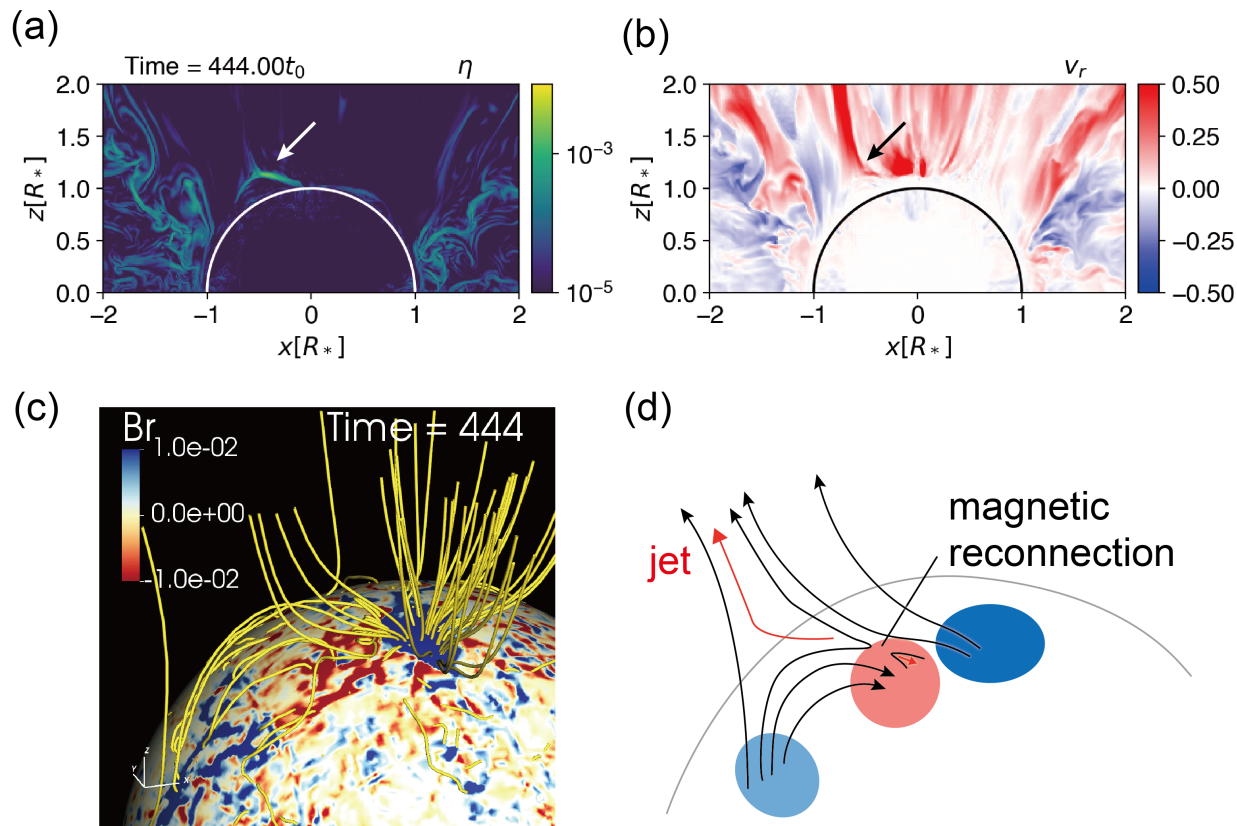 (a)
Time = 444.00t₀
η
2.0
1.5
1.0
0.5
0.0
z[R*]
−2
−1
0
1
2
x[R*]
10⁻³
10⁻⁵
(b)
vᵣ
2.0
1.5
1.0
0.5
0.0
z[R*]
−2
−1
0
1
2
x[R*]
0.50
0.25
0.00
−0.25
−0.50
(c)
Br
Time = 444
1.0e-02
0.0e+00
-1.0e-02
z
Y
X
(d)
magnetic
reconnection
jet